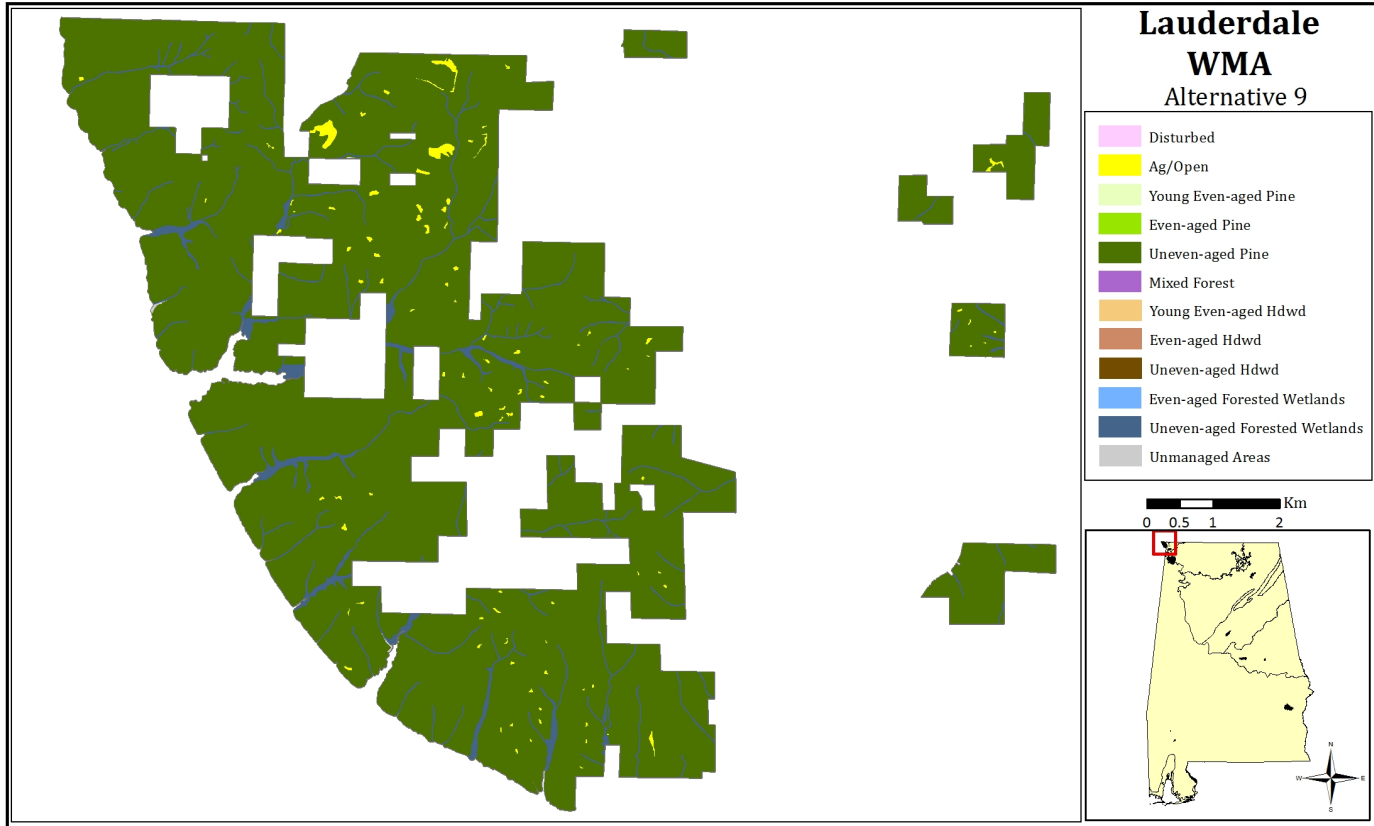 Lauderdale
WMA
Alternative 9
Disturbed
Ag/Open
Young Even-aged Pine
Even-aged Pine
Uneven-aged Pine
Mixed Forest
Young Even-aged Hdwd
Even-aged Hdwd
Uneven-aged Hdwd
Even-aged Forested Wetlands
Uneven-aged Forested Wetlands
Unmanaged Areas
Km
0 0.5 1 2
N
W E
S